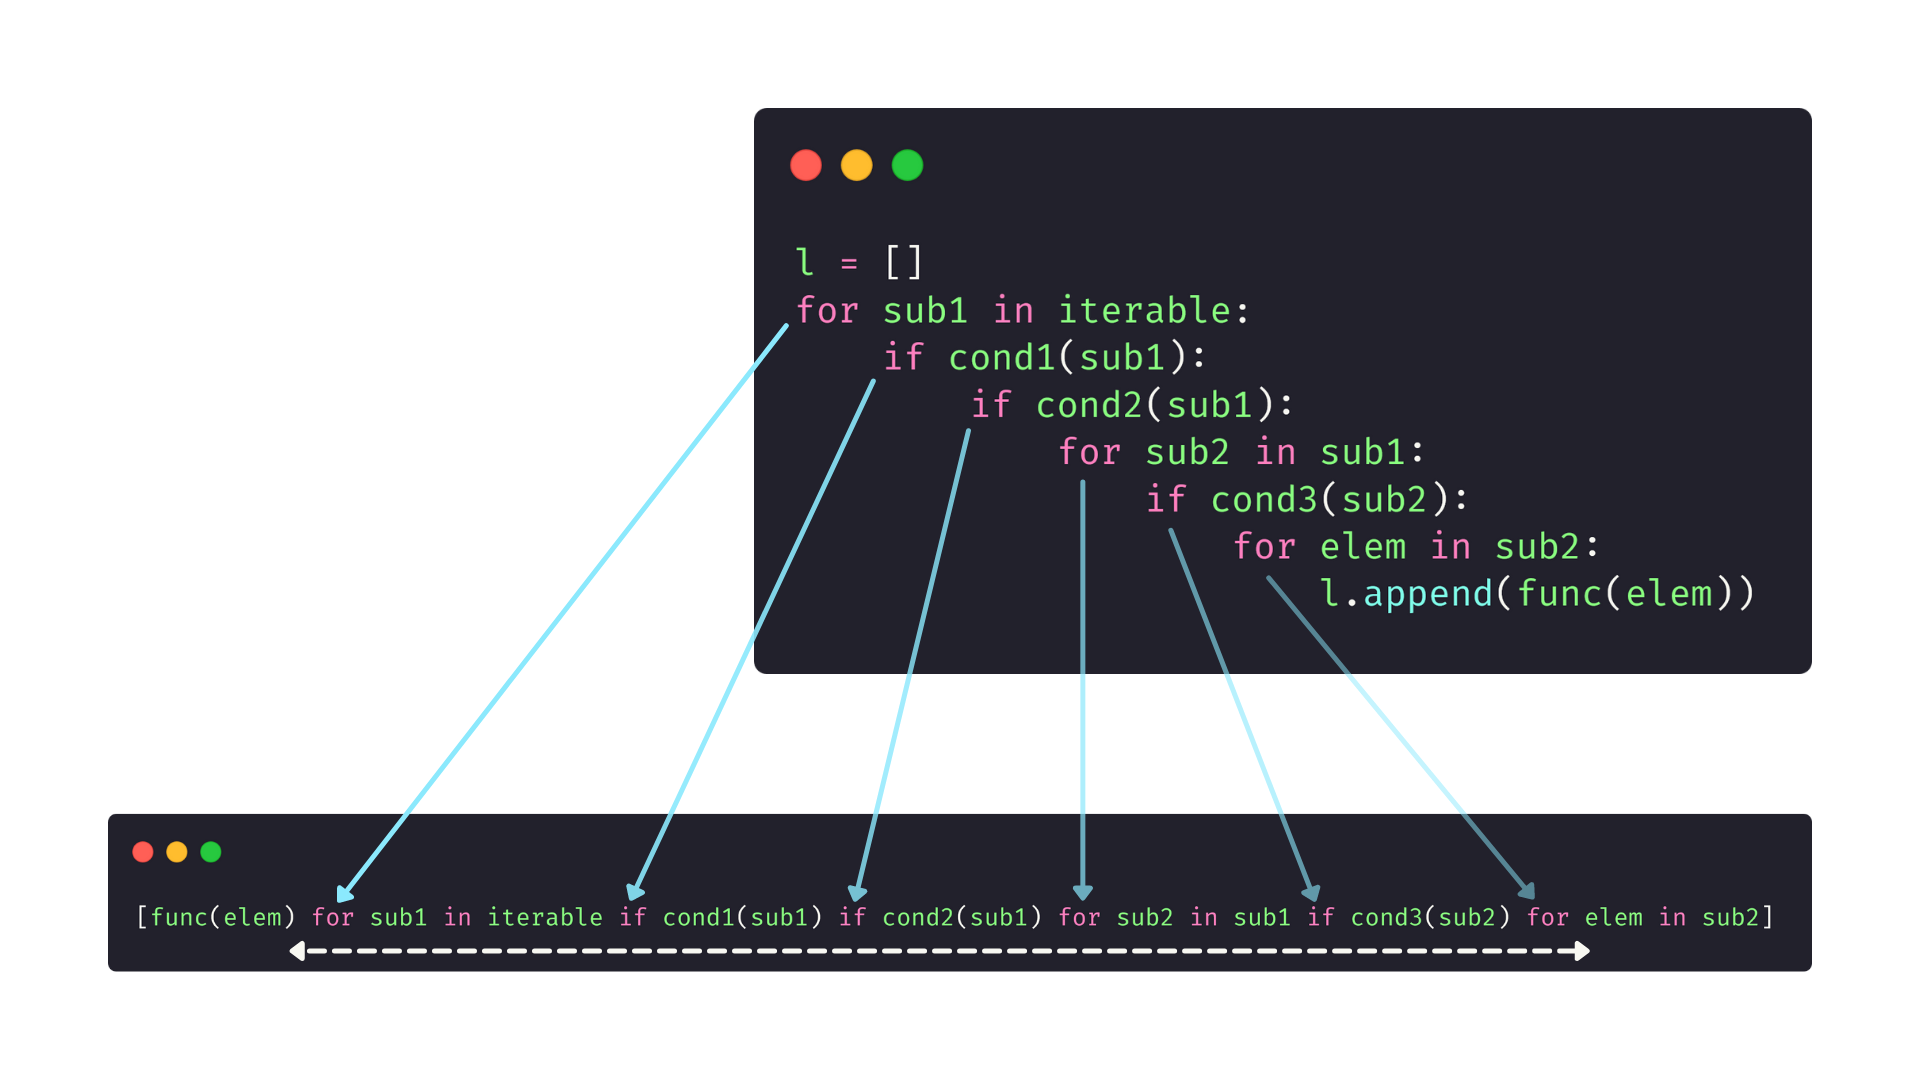 l = []
for sub1 in iterable:
    if cond1(sub1):
        if cond2(sub1):
            for sub2 in sub1:
                if cond3(sub2):
                    for elem in sub2:
                        l.append(func(elem))
[func(elem) for sub1 in iterable if cond1(sub1) if cond2(sub1) for sub2 in sub1 if cond3(sub2) for elem in sub2]